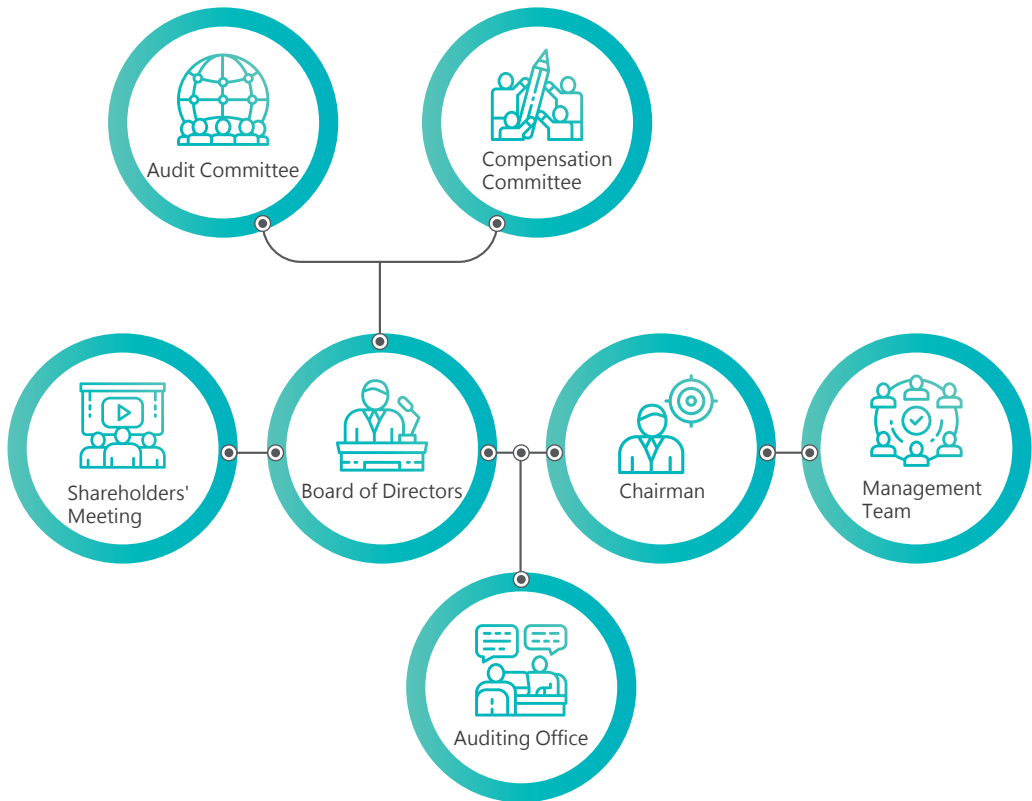 Audit Committee
Compensation
Committee
Shareholders'
Meeting
Board of Directors
Chairman
Management
Team
Auditing Office